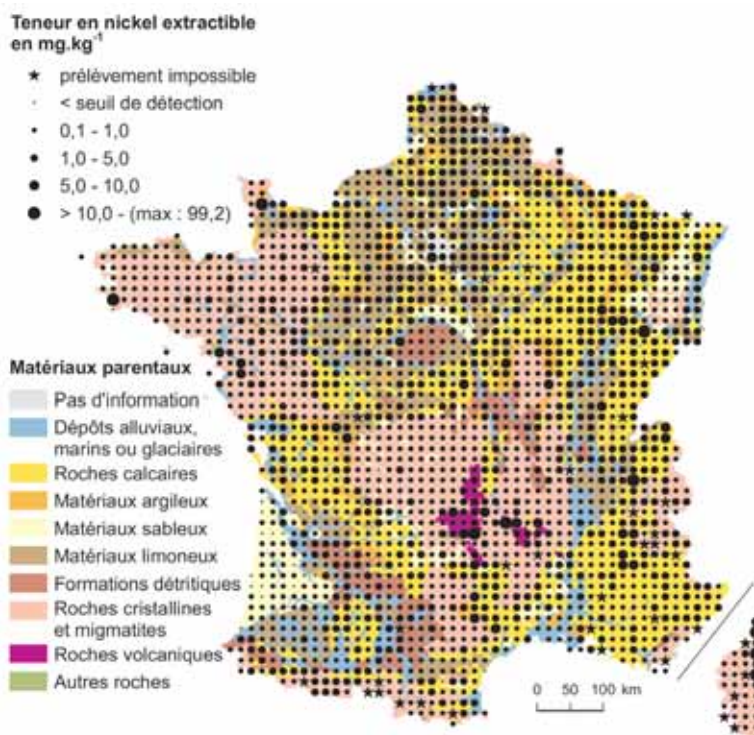 Teneur en nickel extractible
en mg.kg⁻¹
prélèvement impossible
< seuil de détection
0,1 - 1,0
1,0 - 5,0
5,0 - 10,0
> 10,0 - (max : 99,2)
Matériaux parentaux
Pas d'information
Dépôts alluviaux,
marins ou glaciaires
Roches calcaires
Matériaux argileux
Matériaux sableux
Matériaux limoneux
Formations détritiques
Roches cristallines
et migmatites
Roches volcaniques
Autres roches
0 50 100 km